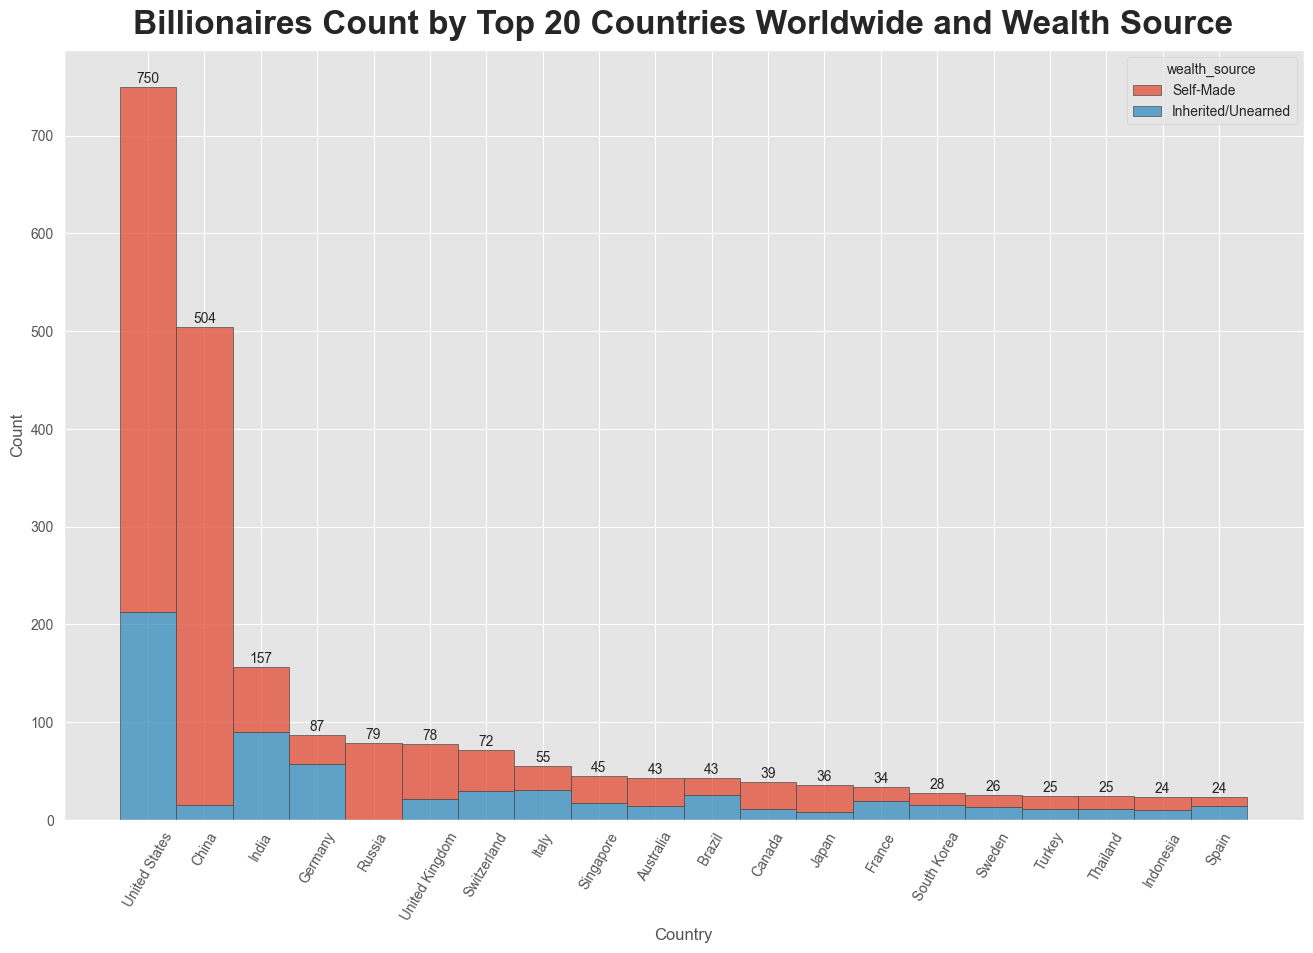 Billionaires Count by Top 20 Countries Worldwide and Wealth Source
wealth_source
Self-Made
Inherited/Unearned
750
504
157
87
79
78
72
55
45
43
43
39
36
34
28
26
25
25
24
24
Count
700
600
500
400
300
200
100
0
United States
China
India
Germany
Russia
United Kingdom
Switzerland
Italy
Singapore
Australia
Brazil
Canada
Japan
France
South Korea
Sweden
Turkey
Thailand
Indonesia
Spain
Country